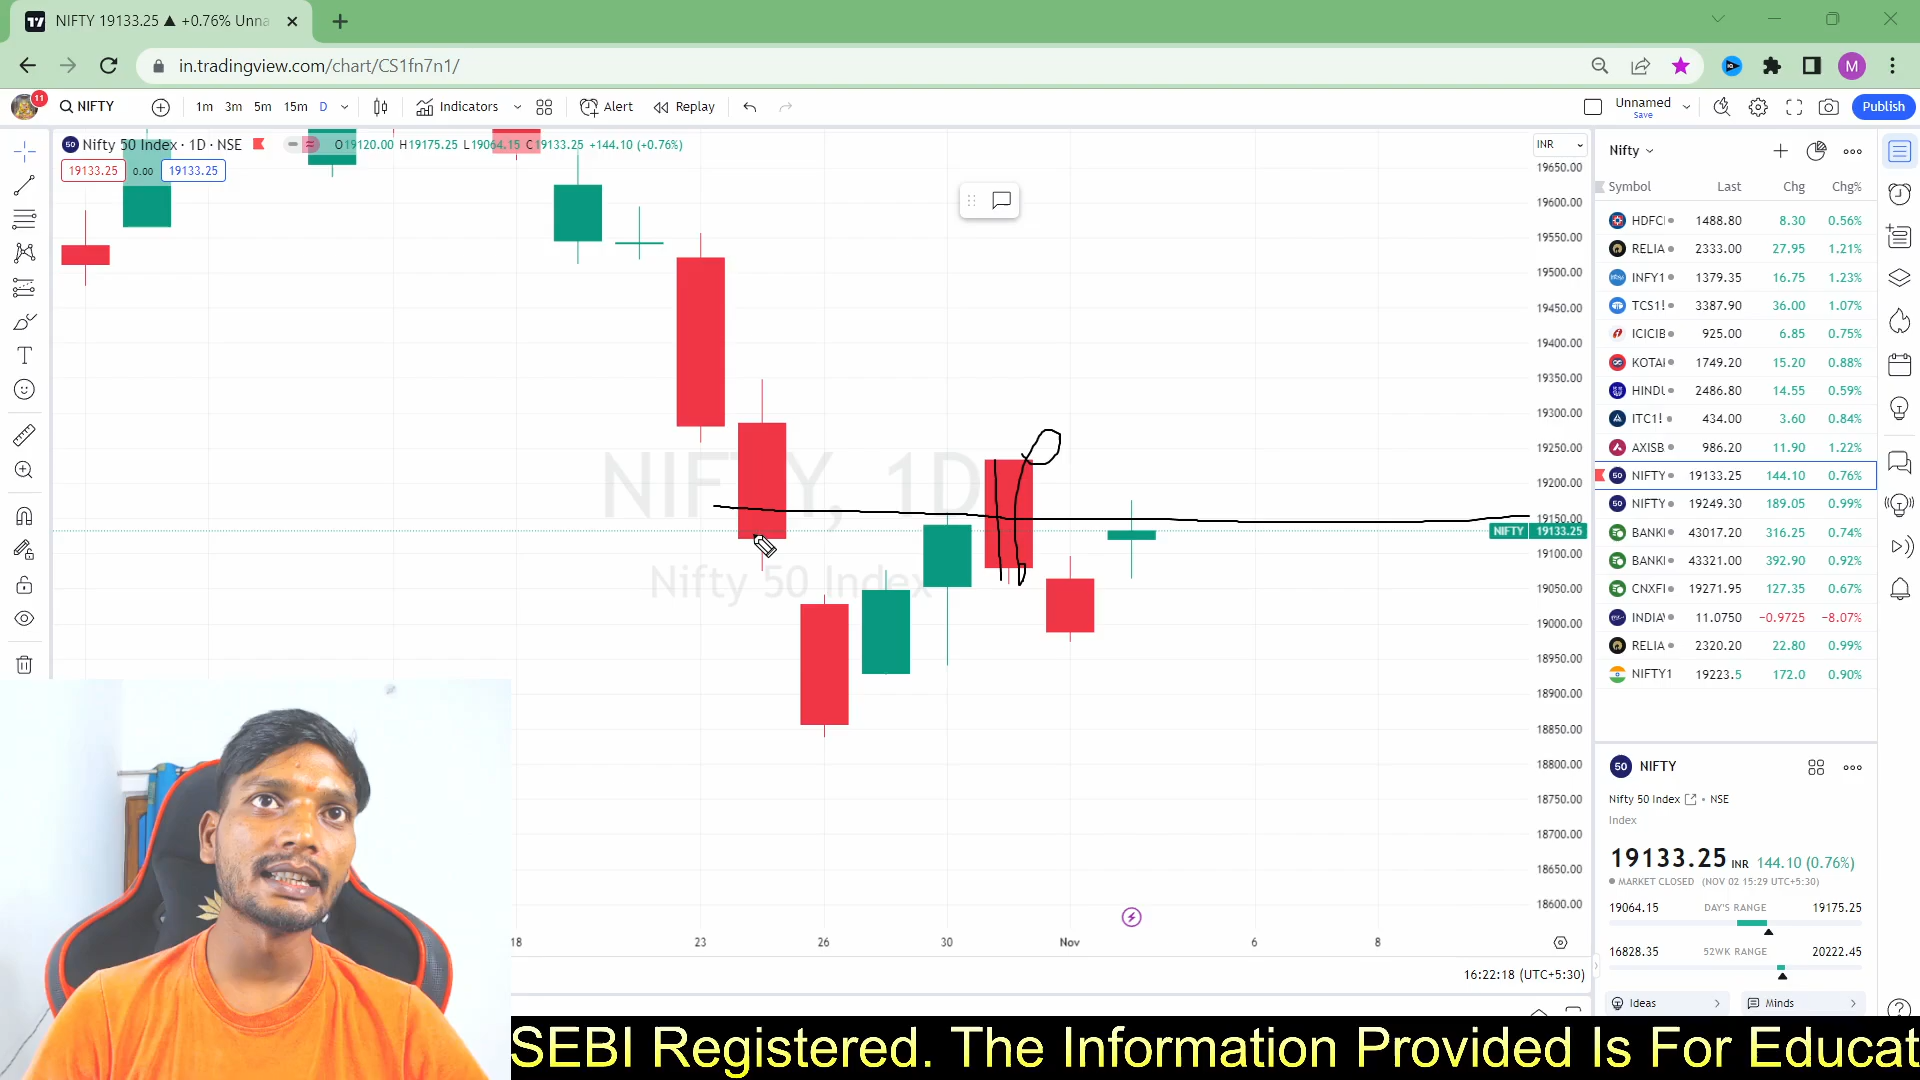 NIFTY 19133.25 ▲ +0.76% Unna
in.tradingview.com/chart/CS1fn7n1/
M
11
NIFTY
1m 3m 5m 15m D
Indicators
Alert
Replay
Unnamed
Save
Publish
50 Nifty 50 Index · 1D · NSE
O19120.00 H19175.25 L19064.15 C19133.25 +144.10 (+0.76%)
19133.25 0.00 19133.25
INR
NIFTY, 1D
Nifty 50 Index
19650.00
19600.00
19550.00
19500.00
19450.00
19400.00
19350.00
19300.00
19250.00
19200.00
19150.00
NIFTY 19133.25
19100.00
19050.00
19000.00
18950.00
18900.00
18850.00
18800.00
18750.00
18700.00
18650.00
18600.00
18 23 26 30 Nov 6 8
16:22:18 (UTC+5:30)
Nifty
Symbol Last Chg Chg%
HDFC 1488.80 8.30 0.56%
RELIA 2333.00 27.95 1.21%
INFY1 1379.35 16.75 1.23%
TCS1! 3387.90 36.00 1.07%
ICICIB 925.00 6.85 0.75%
KOTAI 1749.20 15.20 0.88%
HINDU 2486.80 14.55 0.59%
ITC1! 434.00 3.60 0.84%
AXISB 986.20 11.90 1.22%
50 NIFTY 19133.25 144.10 0.76%
50 NIFTY 19249.30 189.05 0.99%
BANKI 43017.20 316.25 0.74%
BANKI 43321.00 392.90 0.92%
CNXFI 19271.95 127.35 0.67%
INDIA 11.0750 −0.9725 −8.07%
RELIA 2320.20 22.80 0.99%
NIFTY1 19223.5 172.0 0.90%
50 NIFTY
Nifty 50 Index • NSE
Index
19133.25 INR 144.10 (0.76%)
MARKET CLOSED (NOV 02 15:29 UTC+5:30)
19064.15 DAY'S RANGE 19175.25
16828.35 52WK RANGE 20222.45
Ideas
Minds
SEBI Registered. The Information Provided Is For Educat